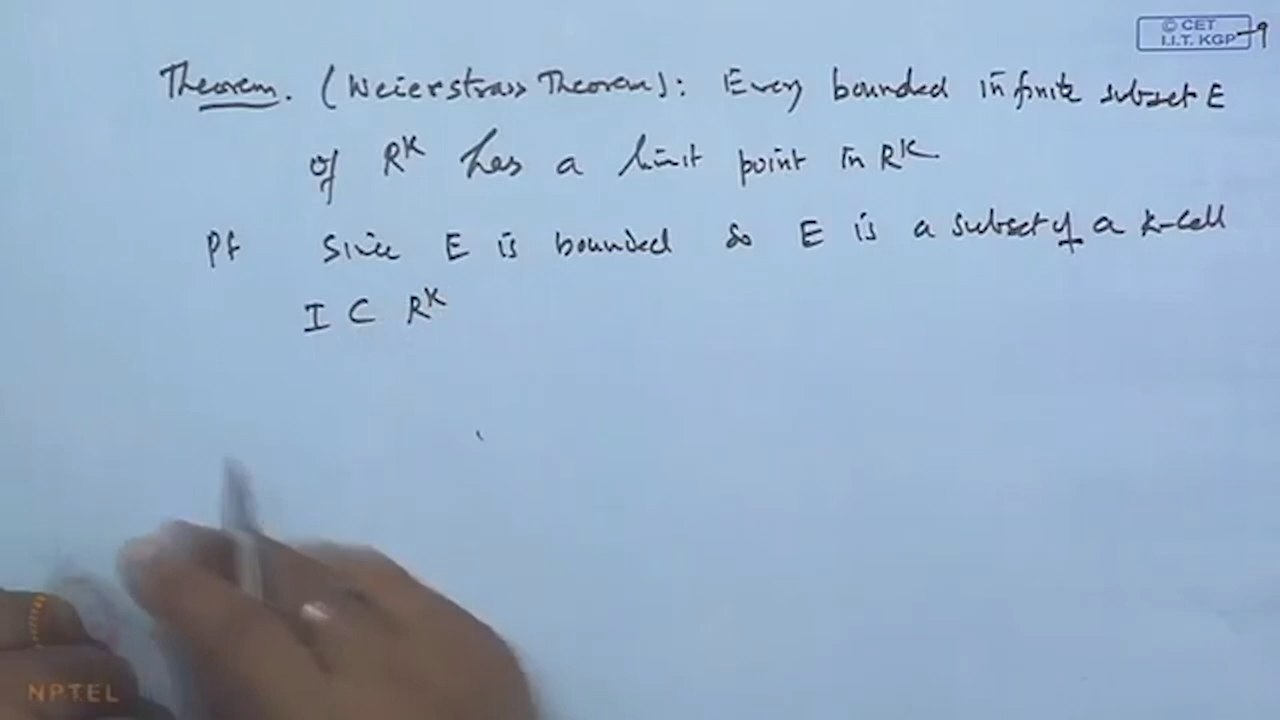 © CET
I.I.T. KGP
-9
Theorem. (Weierstrass Theorem): Every bounded infinite subset E
of R^K has a limit point in R^K
Pf Since E is bounded so E is a subset of a k-cell
I ⊂ R^K
NPTEL